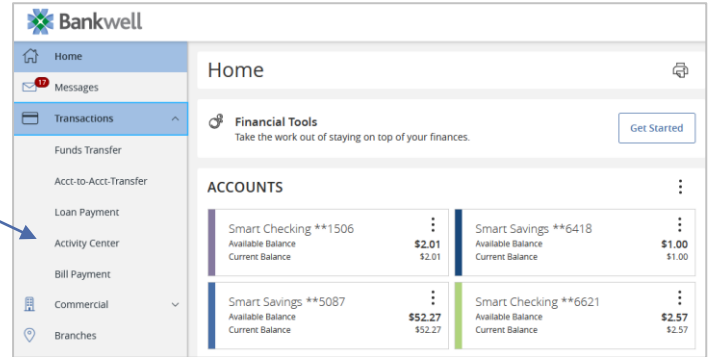 Bankwell
Home
17
Messages
Transactions
Funds Transfer
Acct-to-Acct-Transfer
Loan Payment
Activity Center
Bill Payment
Commercial
Branches
Home
Financial Tools
Take the work out of staying on top of your finances.
Get Started
ACCOUNTS
Smart Checking **1506
Available Balance $2.01
Current Balance $2.01
Smart Savings **6418
Available Balance $1.00
Current Balance $1.00
Smart Savings **5087
Available Balance $52.27
Current Balance $52.27
Smart Checking **6621
Available Balance $2.57
Current Balance $2.57